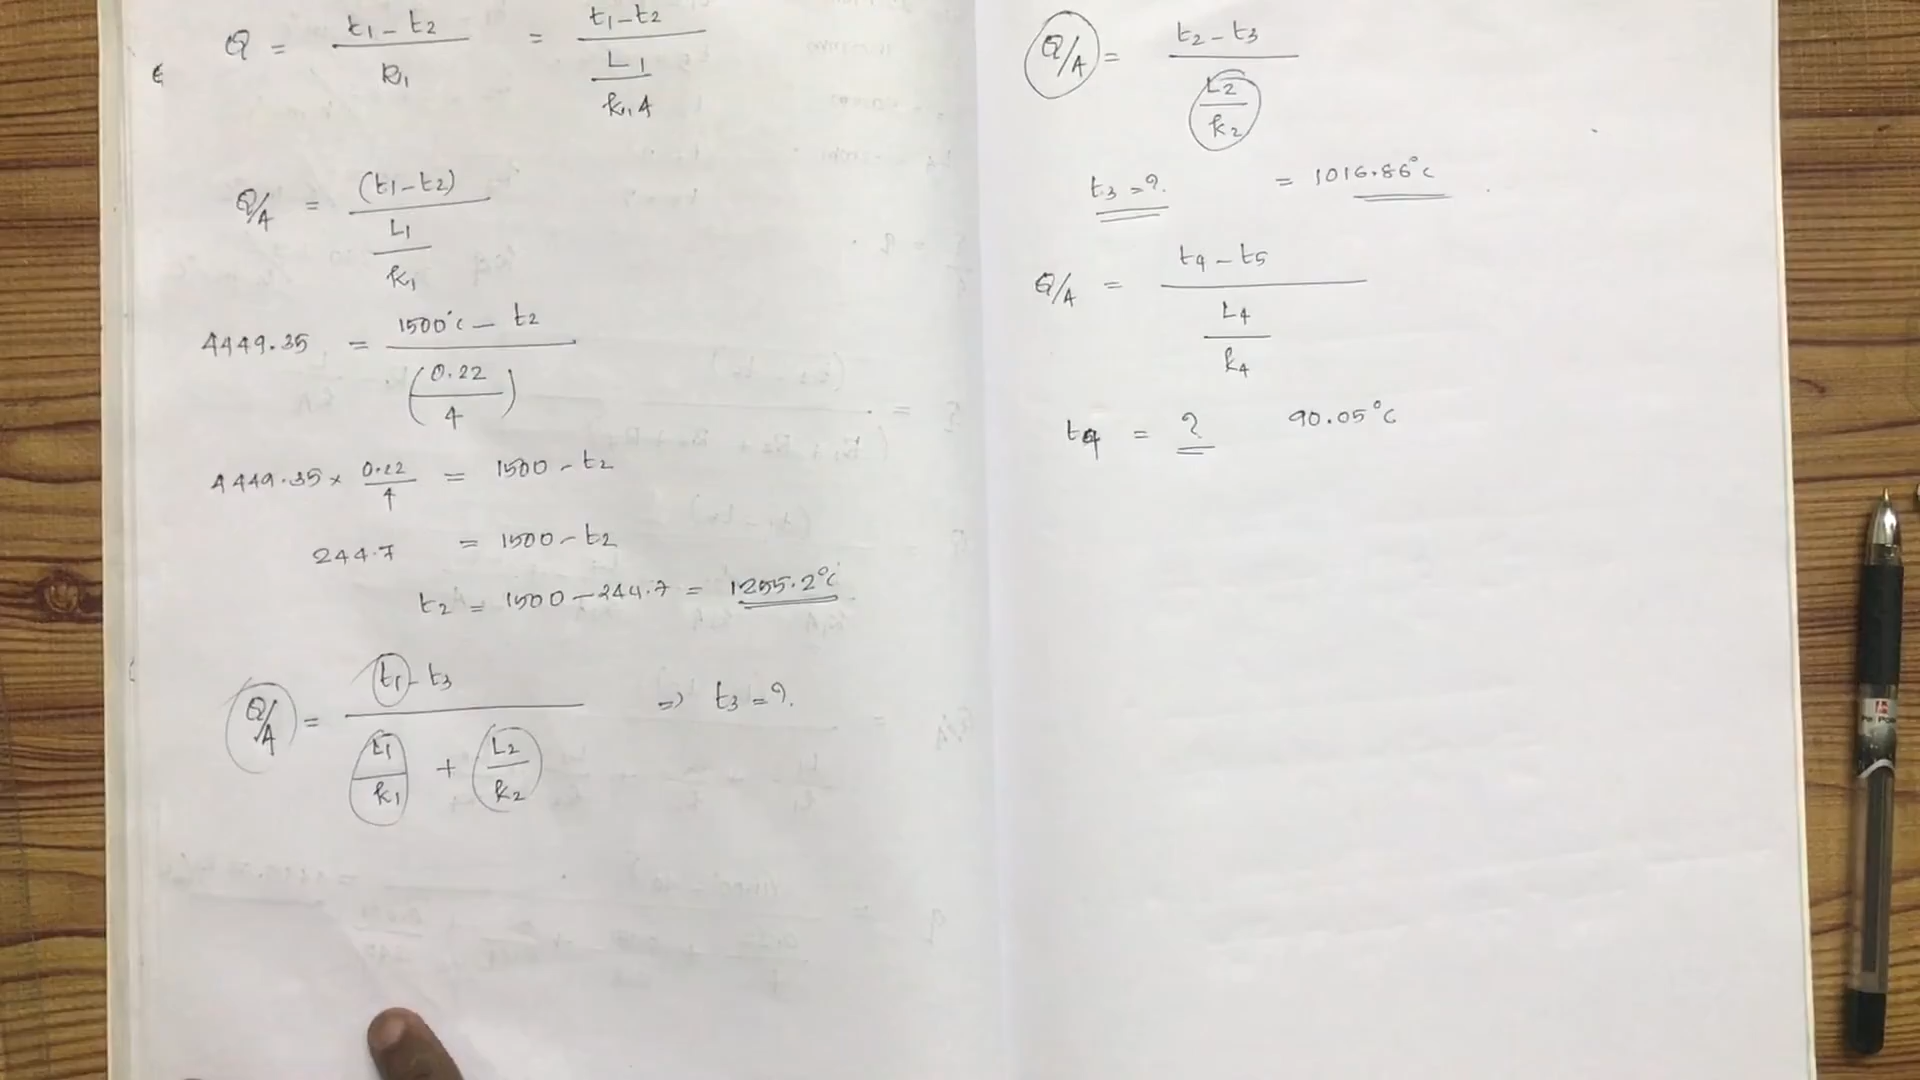 Q = t1 - t2 / R1 = t1 - t2 / (L1 / k1A)
Q/A = (t1 - t2) / (L1 / k1)
4449.35 = 1500°c - t2 / (0.22 / 4)
4449.35 x 0.22 / 4 = 1500 - t2
244.7 = 1500 - t2
t2 = 1500 - 244.7 = 1255.2°c
Q/A = t1 - t3 / (L1 / k1 + L2 / k2) => t3 = ?.
Q/A = t2 - t3 / (L2 / k2)
t3 = ?. = 1016.86°c
Q/A = t4 - t5 / (L4 / k4)
t4 = ? 90.05°c